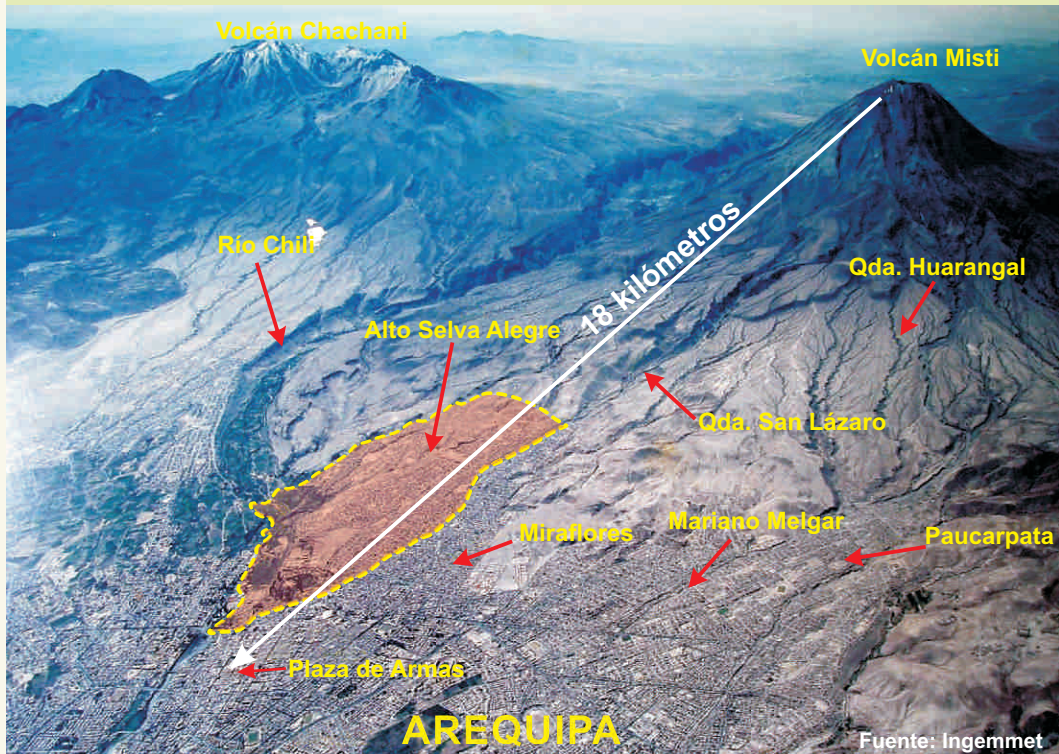 Volcán Chachani
Volcán Misti
18 kilómetros
Río Chili
Qda. Huarangal
Alto Selva Alegre
Qda. San Lázaro
Miraflores
Mariano Melgar
Paucarpata
Plaza de Armas
AREQUIPA
Fuente: Ingemmet